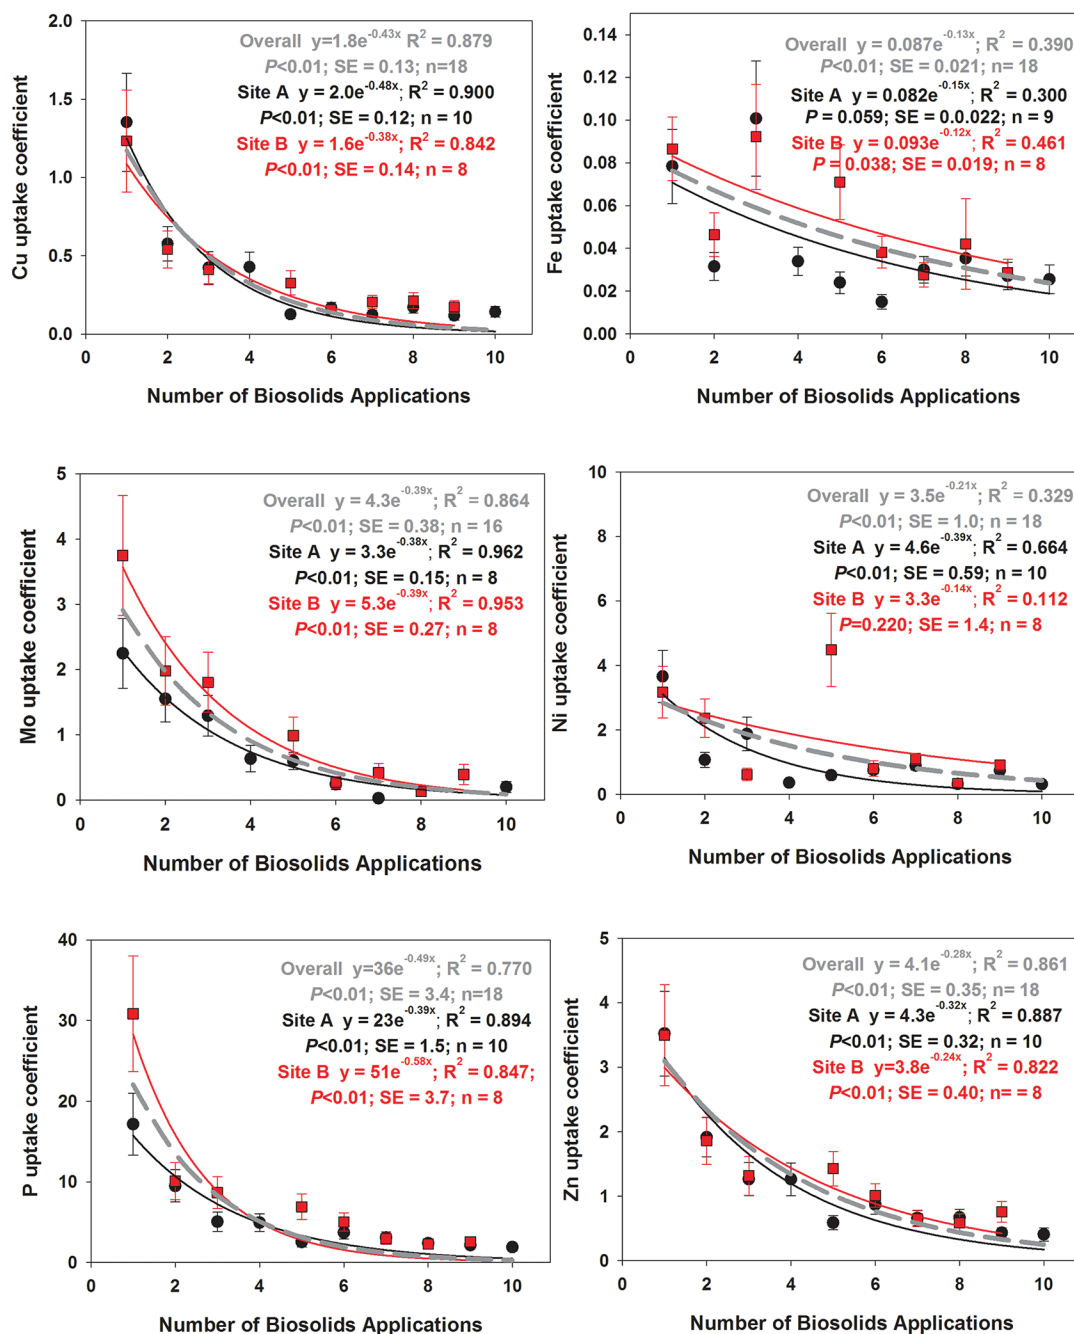 Overall y=1.8e-0.43x; R2 = 0.879
P<0.01; SE = 0.13; n=18
Site A y = 2.0e-0.48x; R2 = 0.900
P<0.01; SE = 0.12; n = 10
Site B y = 1.6e-0.38x; R2 = 0.842
P<0.01; SE = 0.14; n = 8
Cu uptake coefficient
2.0
1.5
1.0
0.5
0.0
0 2 4 6 8 10
Number of Biosolids Applications
Overall y = 0.087e-0.13x; R2 = 0.390
P<0.01; SE = 0.021; n = 18
Site A y = 0.082e-0.15x; R2 = 0.300
P = 0.059; SE = 0.0.022; n = 9
Site B y = 0.093e-0.12x; R2 = 0.461
P = 0.038; SE = 0.019; n = 8
Fe uptake coefficient
0.14
0.12
0.10
0.08
0.06
0.04
0.02
0.00
0 2 4 6 8 10
Number of Biosolids Applications
Overall y = 4.3e-0.39x; R2 = 0.864
P<0.01; SE = 0.38; n = 16
Site A y = 3.3e-0.38x; R2 = 0.962
P<0.01; SE = 0.15; n = 8
Site B y = 5.3e-0.39x; R2 = 0.953
P<0.01; SE = 0.27; n = 8
Mo uptake coefficient
5
4
3
2
1
0
0 2 4 6 8 10
Number of Biosolids Applications
Overall y = 3.5e-0.21x; R2 = 0.329
P<0.01; SE = 1.0; n = 18
Site A y = 4.6e-0.39x; R2 = 0.664
P<0.01; SE = 0.59; n = 10
Site B y = 3.3e-0.14x; R2 = 0.112
P=0.220; SE = 1.4; n = 8
Ni uptake coefficient
10
8
6
4
2
0
0 2 4 6 8 10
Number of Biosolids Applications
Overall y=36e-0.49x; R2 = 0.770
P<0.01; SE = 3.4; n=18
Site A y = 23e-0.39x; R2 = 0.894
P<0.01; SE = 1.5; n = 10
Site B y = 51e-0.58x; R2 = 0.847;
P<0.01; SE = 3.7; n = 8
P uptake coefficient
40
30
20
10
0
0 2 4 6 8 10
Number of Biosolids Applications
Overall y = 4.1e-0.28x; R2 = 0.861
P<0.01; SE = 0.35; n = 18
Site A y = 4.3e-0.32x; R2 = 0.887
P<0.01; SE = 0.32; n = 10
Site B y=3.8e-0.24x; R2 = 0.822
P<0.01; SE = 0.40; n= = 8
Zn uptake coefficient
5
4
3
2
1
0
0 2 4 6 8 10
Number of Biosolids Applications